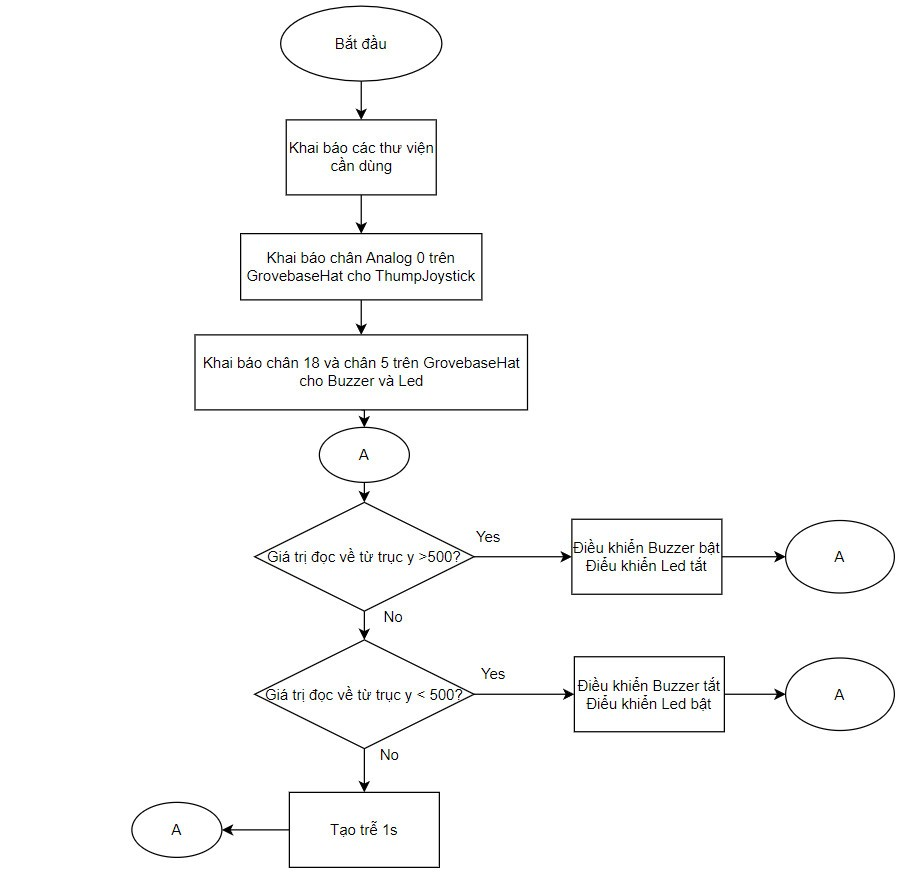 Bắt đầu
Khai báo các thư viện
cần dùng
Khai báo chân Analog 0 trên
GrovebaseHat cho ThumpJoystick
Khai báo chân 18 và chân 5 trên GrovebaseHat
cho Buzzer và Led
A
Giá trị đọc về từ trục y >500?
Yes
Điều khiển Buzzer bật
Điều khiển Led tắt
A
No
Giá trị đọc về từ trục y < 500?
Yes
Điều khiển Buzzer tắt
Điều khiển Led bật
A
No
Tạo trễ 1s
A